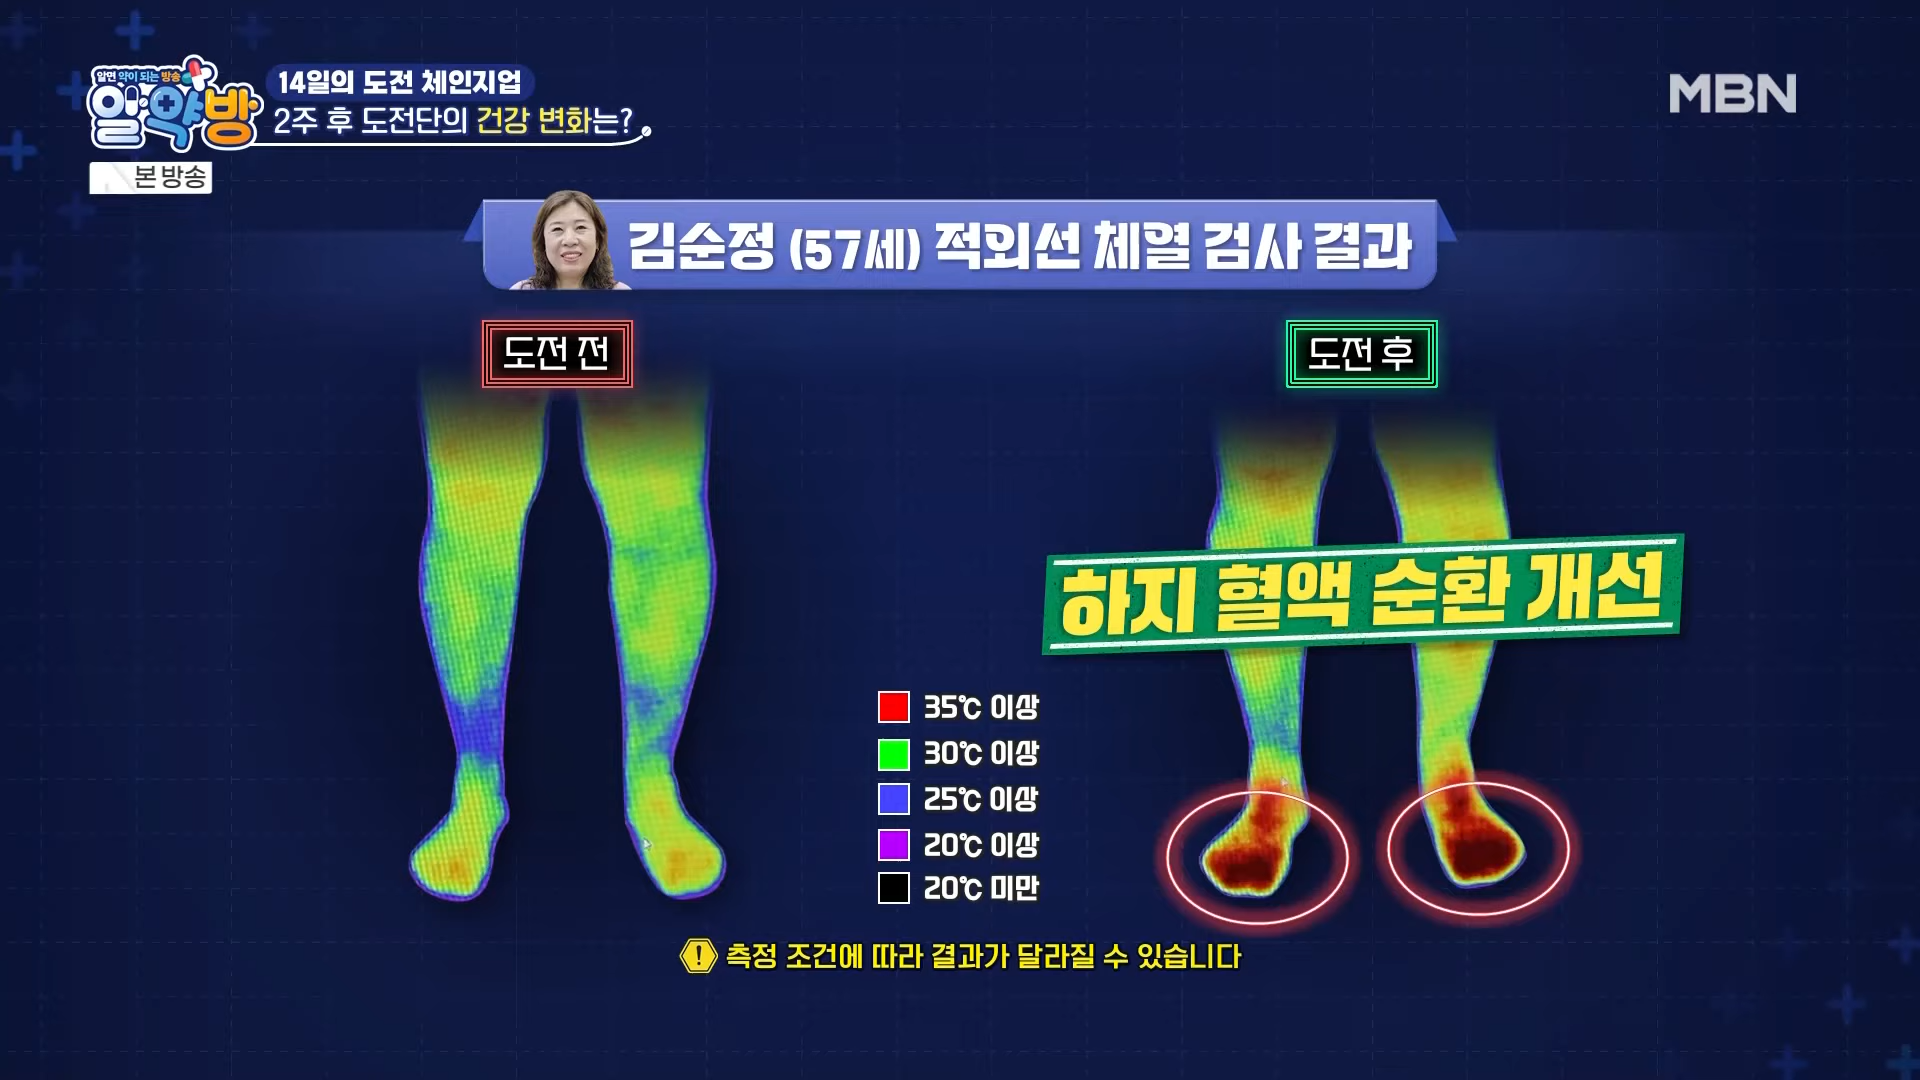 알면 약이 되는 방송
알약방
14일의 도전 체인지업
2주 후 도전단의 건강 변화는?
본 방송
MBN
김순정 (57세) 적외선 체열 검사 결과
도전 전
도전 후
하지 혈액 순환 개선
35℃ 이상
30℃ 이상
25℃ 이상
20℃ 이상
20℃ 미만
! 측정 조건에 따라 결과가 달라질 수 있습니다